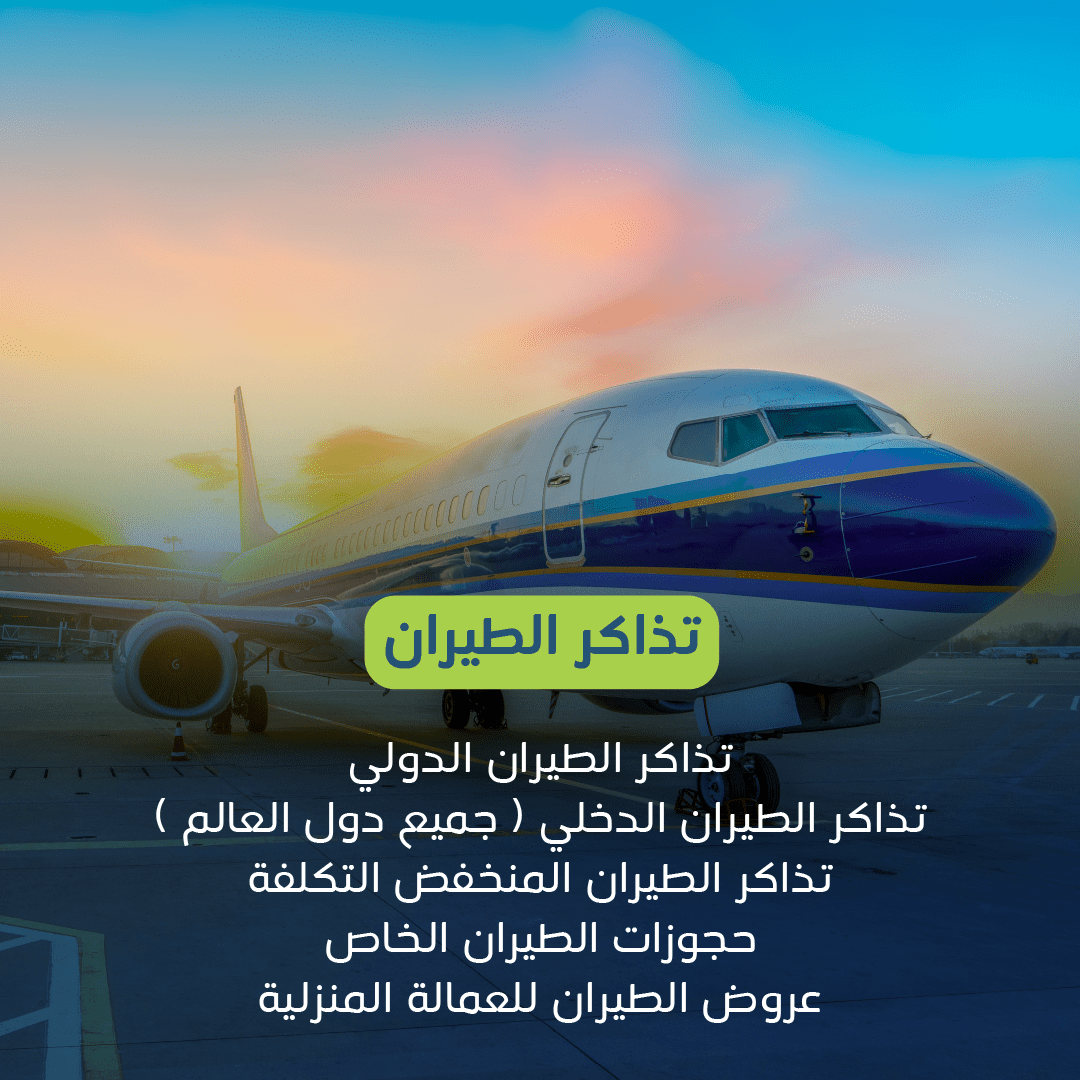 تذاكر الطيران
تذاكر الطيران الدولي
تذاكر الطيران الدخلي ( جميع دول العالم )
تذاكر الطيران المنخفض التكلفة
حجوزات الطيران الخاص
عروض الطيران للعمالة المنزلية